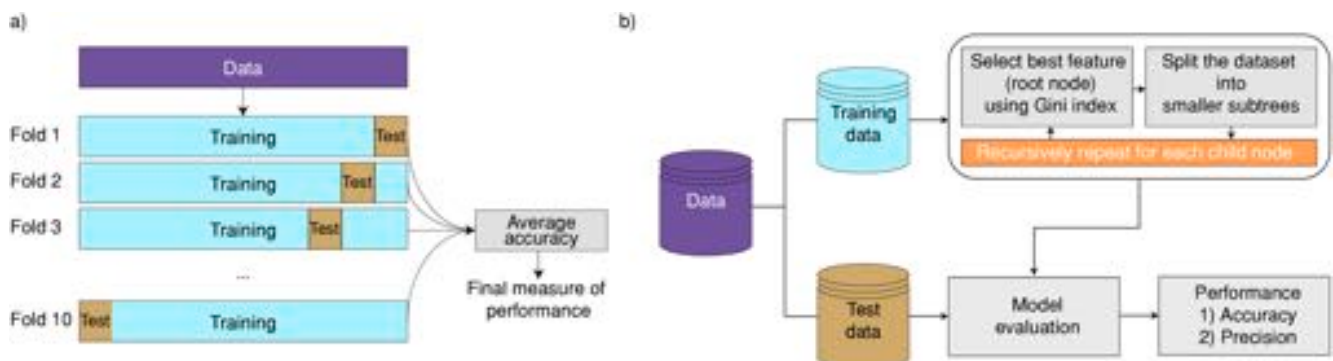 a)
Data
Fold 1
Training
Test
Fold 2
Training
Test
Fold 3
Training
Test
...
Fold 10
Test
Training
Average
accuracy
Final measure of
performance
b)
Data
Training
data
Test
data
Select best feature
(root node)
using Gini index
Split the dataset
into
smaller subtrees
Recursively repeat for each child node
Model
evaluation
Performance
1) Accuracy
2) Precision